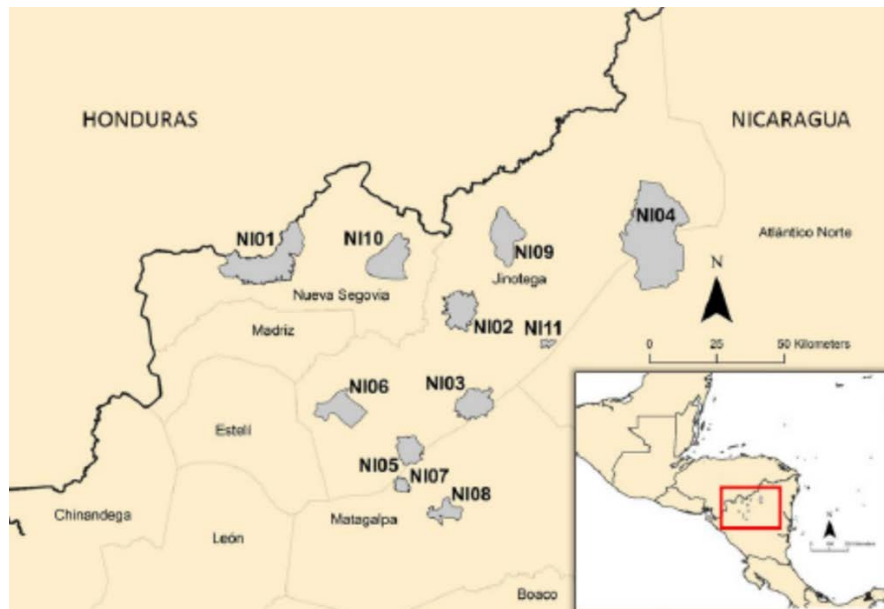 HONDURAS
NICARAGUA
NI01
NI10
NI09
NI04
Atlántico Norte
N
Jinotega
Nueva Segovia
NI02
NI11
Madriz
0 25 50 Kilometers
NI06
NI03
Estelí
NI05
NI07
NI08
Chinandega
Matagalpa
León
Boaco